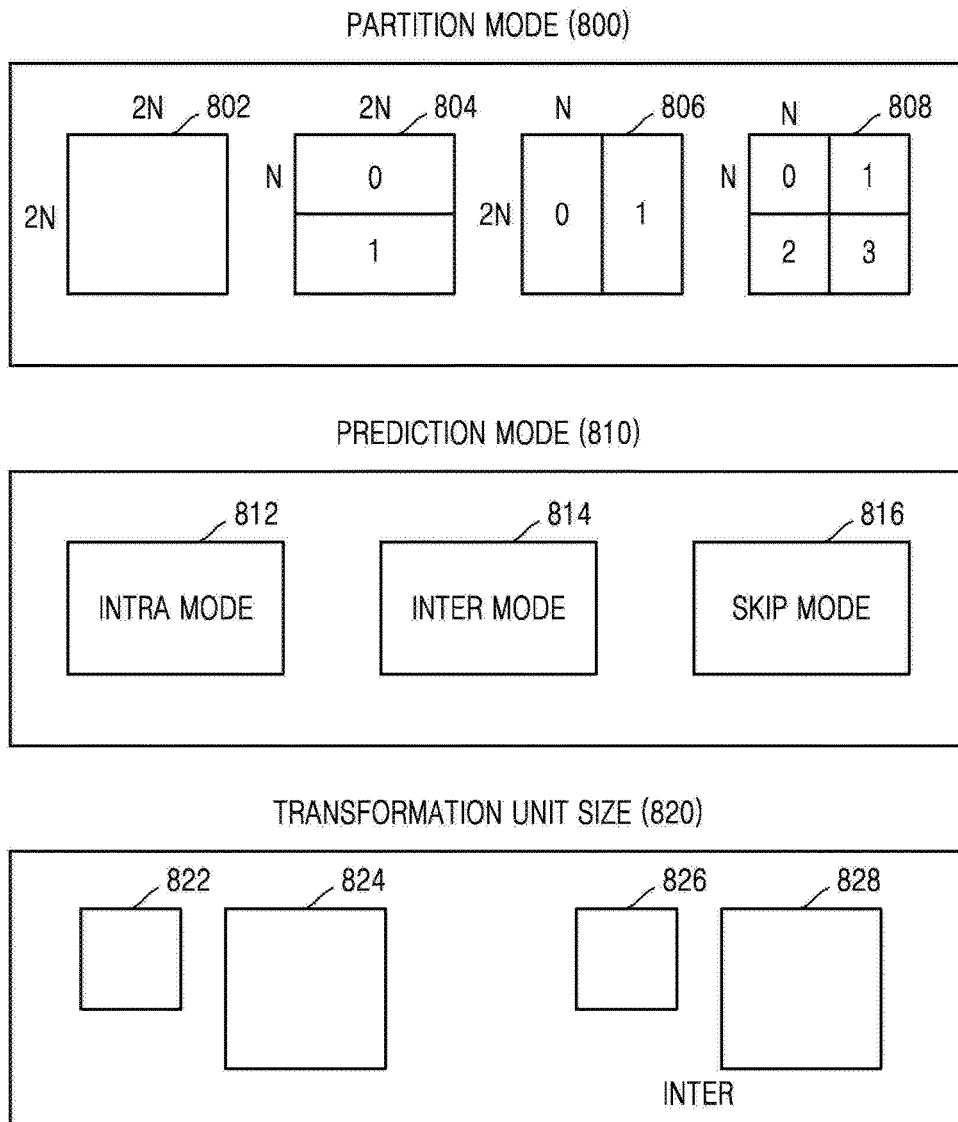 PARTITION MODE (800)
2N 802 2N 804 N 806 N 808
N 0 N 0 1
2N 2N 0 1
1 2 3
PREDICTION MODE (810)
812 814 816
INTRA MODE INTER MODE SKIP MODE
TRANSFORMATION UNIT SIZE (820)
822 824 826 828
INTER